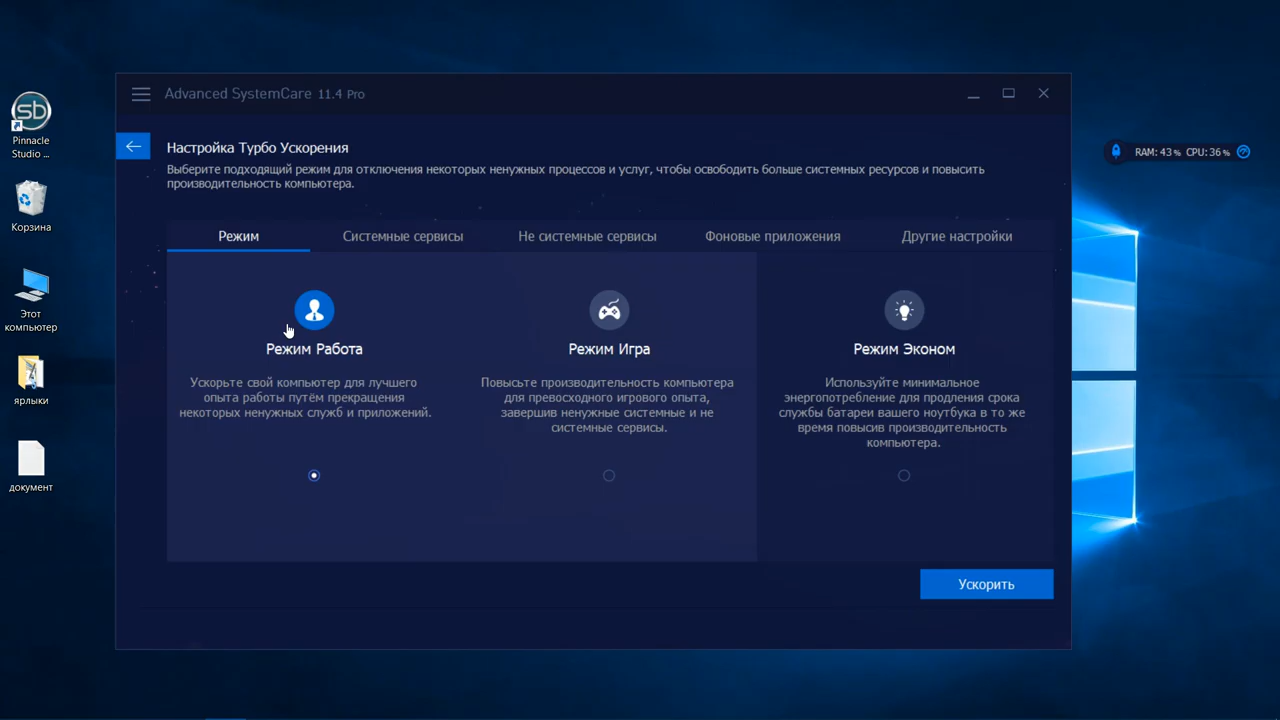 Advanced SystemCare 11.4 Pro
Настройка Турбо Ускорения
Выберите подходящий режим для отключения некоторых ненужных процессов и услуг, чтобы освободить больше системных ресурсов и повысить
производительность компьютера.
Режим
Системные сервисы
Не системные сервисы
Фоновые приложения
Другие настройки
Режим Работа
Ускорьте свой компьютер для лучшего
опыта работы путём прекращения
некоторых ненужных служб и приложений.
Режим Игра
Повысьте производительность компьютера
для превосходного игрового опыта,
завершив ненужные системные и не
системные сервисы.
Режим Эконом
Используйте минимальное
энергопотребление для продления срока
службы батареи вашего ноутбука в то же
время повысив производительность
компьютера.
Ускорить
sb
Pinnacle
Studio ...
Корзина
Этот
компьютер
ярлыки
документ
RAM: 43% CPU: 36%